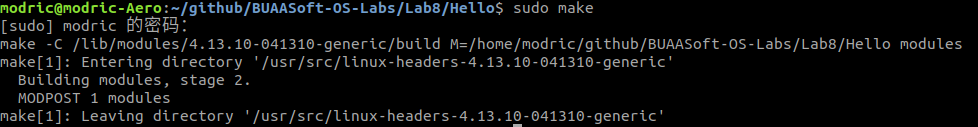 modric@modric-Aero:~/github/BUAASoft-OS-Labs/Lab8/Hello$ sudo make
[sudo] modric 的密码：
make -C /lib/modules/4.13.10-041310-generic/build M=/home/modric/github/BUAASoft-OS-Labs/Lab8/Hello modules
make[1]: Entering directory '/usr/src/linux-headers-4.13.10-041310-generic'
  Building modules, stage 2.
  MODPOST 1 modules
make[1]: Leaving directory '/usr/src/linux-headers-4.13.10-041310-generic'